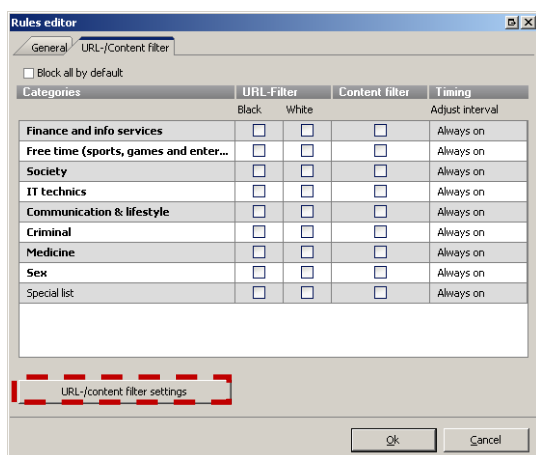 Rules editor
General URL-/Content filter
Block all by default
Categories URL-Filter Content filter Timing
Black White Adjust interval
Finance and info services Always on
Free time (sports, games and enter... Always on
Society Always on
IT technics Always on
Communication & lifestyle Always on
Criminal Always on
Medicine Always on
Sex Always on
Special list Always on
URL-/content filter settings
Ok Cancel